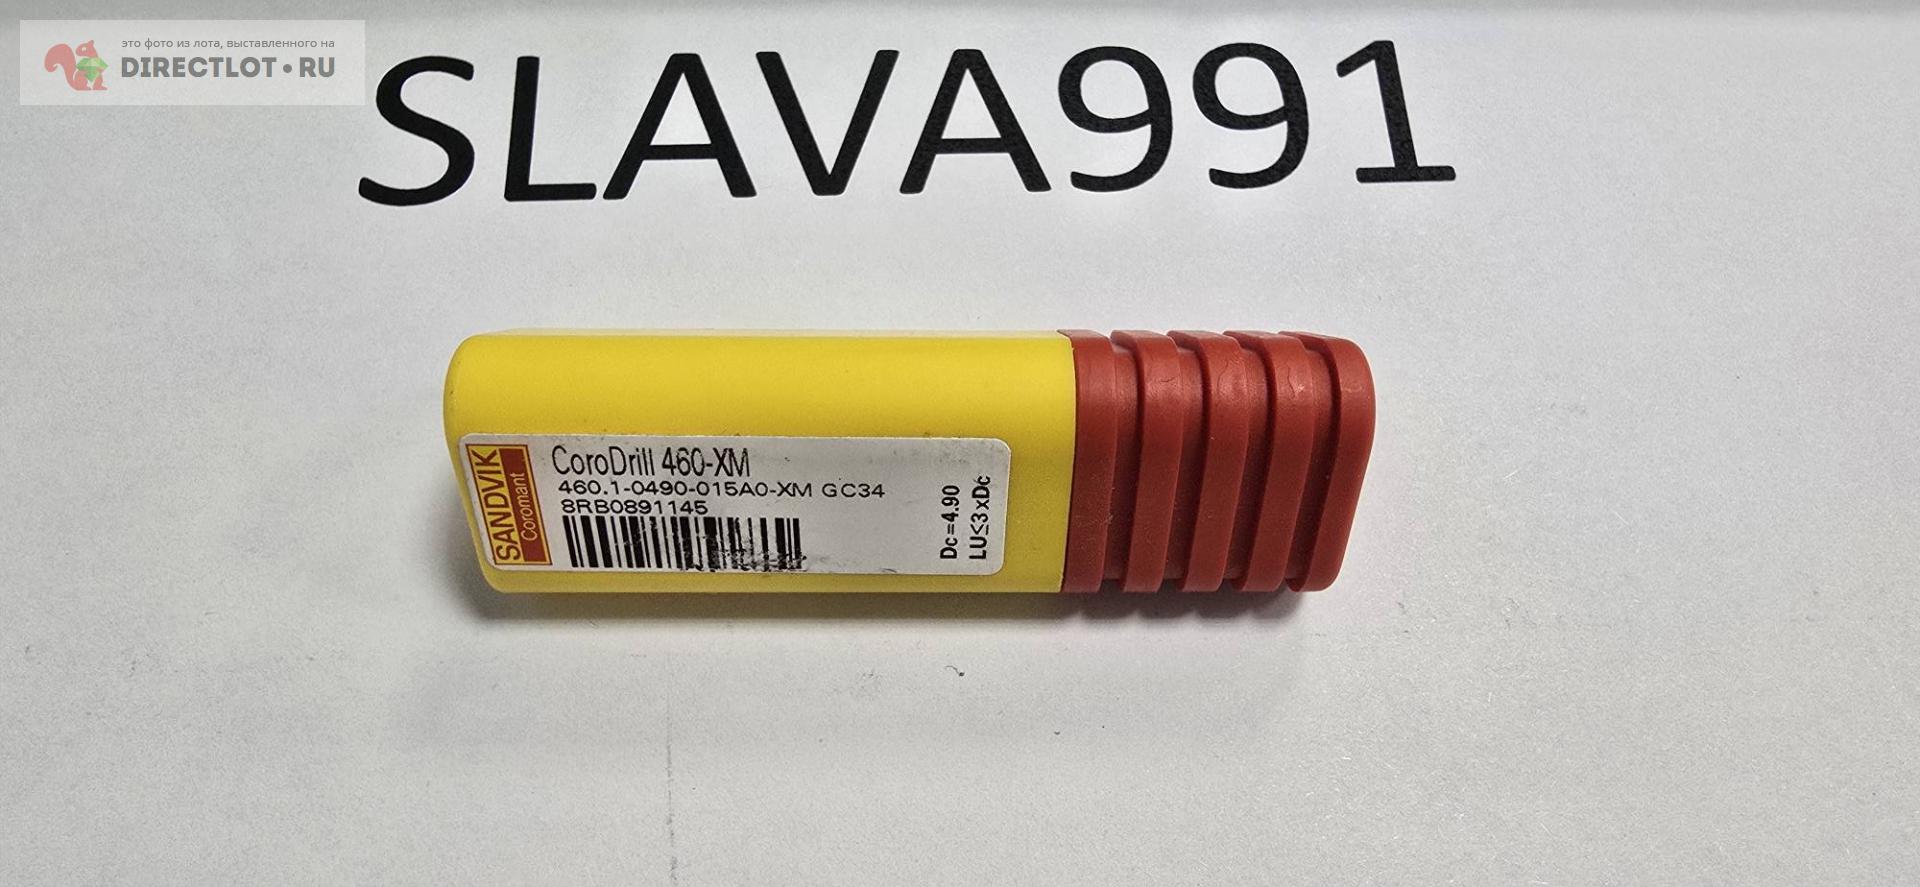 это фото из лота, выставленного на
DIRECTLOT•RU
SLAVA991
SANDVIK
Coromant
CoroDrill 460-XM
460.1-0490-015A0-XM GC34
8RB0891145
Dc=4.90
LU≤3xDc